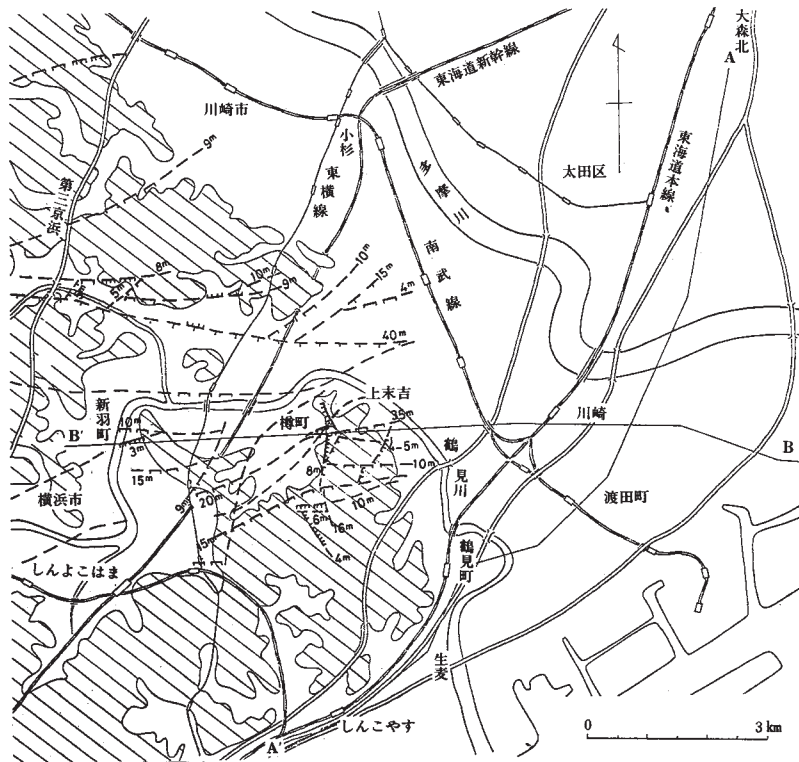 大森北
A
東海道新幹線
川崎市
小杉
東横線
9m
第三京浜
多摩川
太田区
東海道本線
南武線
8m
5m
10m
9m
10m
15m
4m
40m
上末吉
樽町
35m
川崎
新羽町
B'
10m
3m
鶴見川
4-5m
B
8m
10m
15m
横浜市
9m
20m
10m
渡田町
6m
16m
15m
4m
鶴見町
しんよこはま
生麦
しんこやす
A'
0
3 km